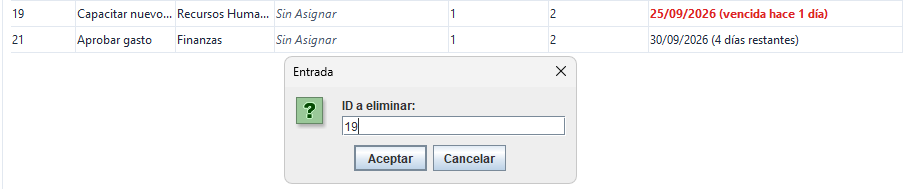 19 Capacitar nuevo... Recursos Huma... Sin Asignar 1 2 25/09/2026 (vencida hace 1 día)
21 Aprobar gasto Finanzas Sin Asignar 1 2 30/09/2026 (4 días restantes)
Entrada
? ID a eliminar:
19
Aceptar Cancelar